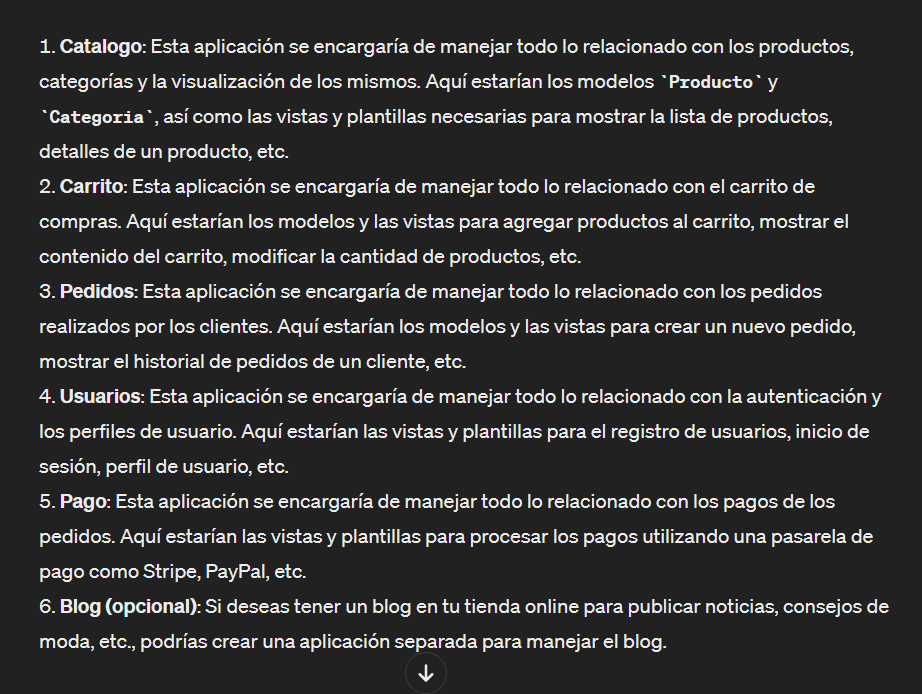 1. Catalogo: Esta aplicación se encargaría de manejar todo lo relacionado con los productos,
categorías y la visualización de los mismos. Aquí estarían los modelos `Producto` y
`Categoria`, así como las vistas y plantillas necesarias para mostrar la lista de productos,
detalles de un producto, etc.
2. Carrito: Esta aplicación se encargaría de manejar todo lo relacionado con el carrito de
compras. Aquí estarían los modelos y las vistas para agregar productos al carrito, mostrar el
contenido del carrito, modificar la cantidad de productos, etc.
3. Pedidos: Esta aplicación se encargaría de manejar todo lo relacionado con los pedidos
realizados por los clientes. Aquí estarían los modelos y las vistas para crear un nuevo pedido,
mostrar el historial de pedidos de un cliente, etc.
4. Usuarios: Esta aplicación se encargaría de manejar todo lo relacionado con la autenticación y
los perfiles de usuario. Aquí estarían las vistas y plantillas para el registro de usuarios, inicio de
sesión, perfil de usuario, etc.
5. Pago: Esta aplicación se encargaría de manejar todo lo relacionado con los pagos de los
pedidos. Aquí estarían las vistas y plantillas para procesar los pagos utilizando una pasarela de
pago como Stripe, PayPal, etc.
6. Blog (opcional): Si deseas tener un blog en tu tienda online para publicar noticias, consejos de
moda, etc., podrías crear una aplicación separada para manejar el blog.